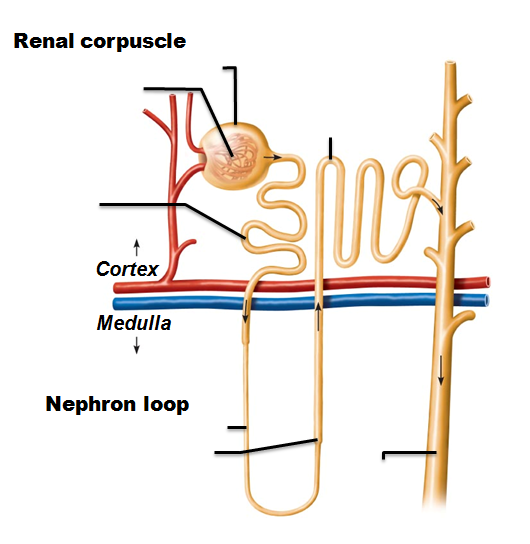 Renal corpuscle
Cortex
Medulla
Nephron loop